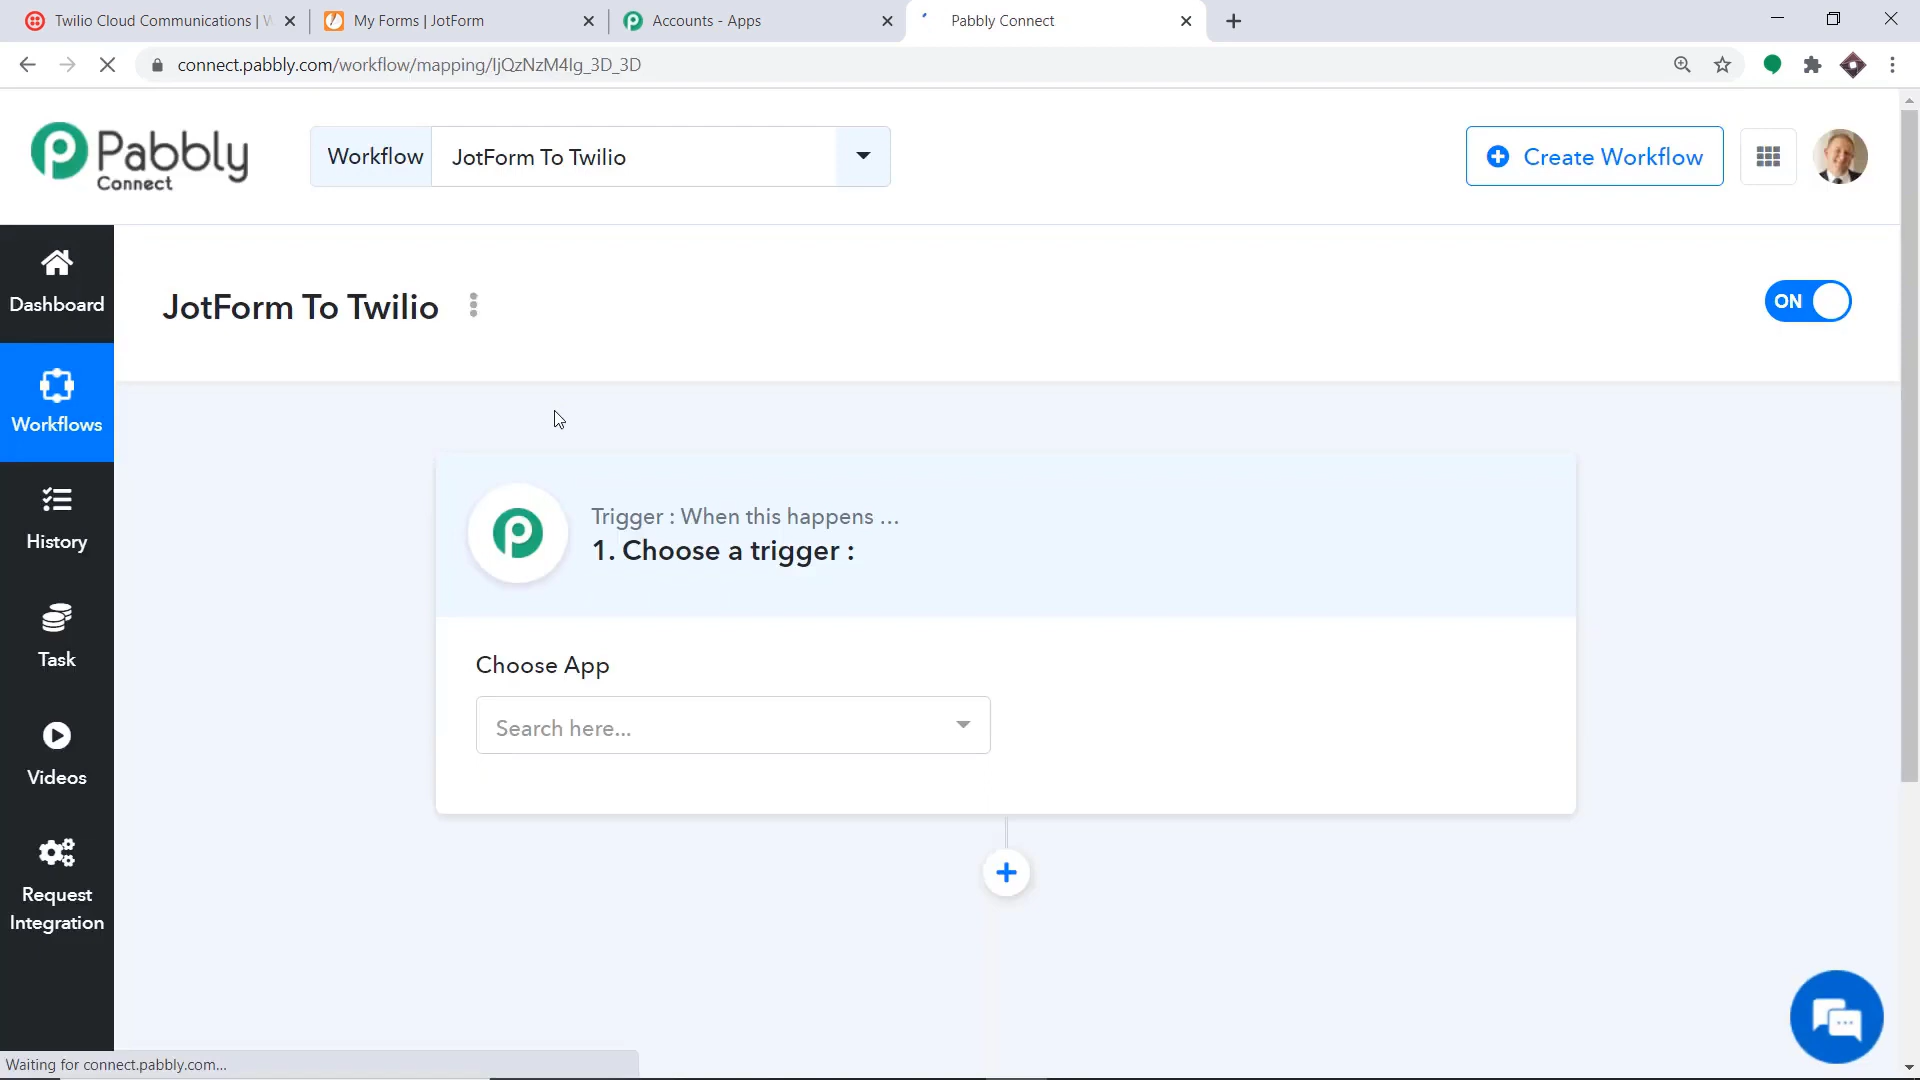 Twilio Cloud Communications | W
My Forms | JotForm
Accounts - Apps
Pabbly Connect
connect.pabbly.com/workflow/mapping/IjQzNzM4Ig_3D_3D
Pabbly
Connect
Workflow
JotForm To Twilio
Create Workflow
Dashboard
JotForm To Twilio
ON
Workflows
Trigger : When this happens ...
1. Choose a trigger :
History
Choose App
Task
Search here...
Videos
Request
Integration
Waiting for connect.pabbly.com...